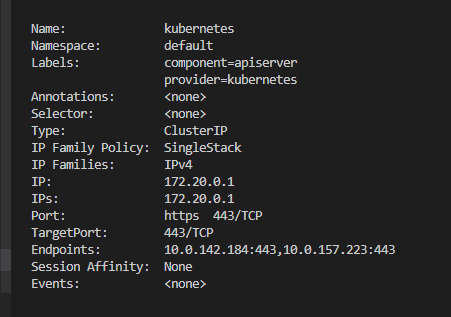 Name:              kubernetes
Namespace:         default
Labels:            component=apiserver
                   provider=kubernetes
Annotations:       <none>
Selector:          <none>
Type:              ClusterIP
IP Family Policy:  SingleStack
IP Families:       IPv4
IP:                172.20.0.1
IPs:               172.20.0.1
Port:              https  443/TCP
TargetPort:        443/TCP
Endpoints:         10.0.142.184:443,10.0.157.223:443
Session Affinity:  None
Events:            <none>